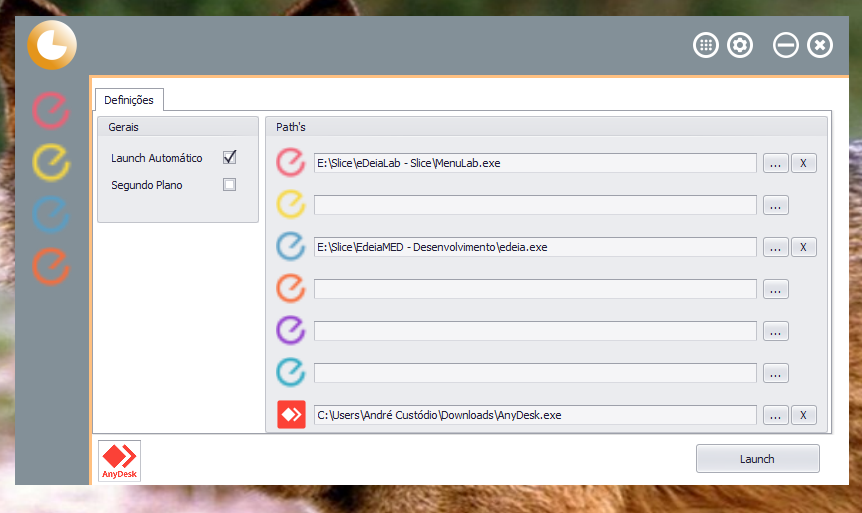 Definições
Gerais
Launch Automático
Segundo Plano
Path's
E:\Slice\eDeiaLab - Slice\MenuLab.exe
... X
...
E:\Slice\EdeiaMED - Desenvolvimento\edeia.exe
... X
...
...
...
C:\Users\André Custódio\Downloads\AnyDesk.exe
... X
AnyDesk
Launch